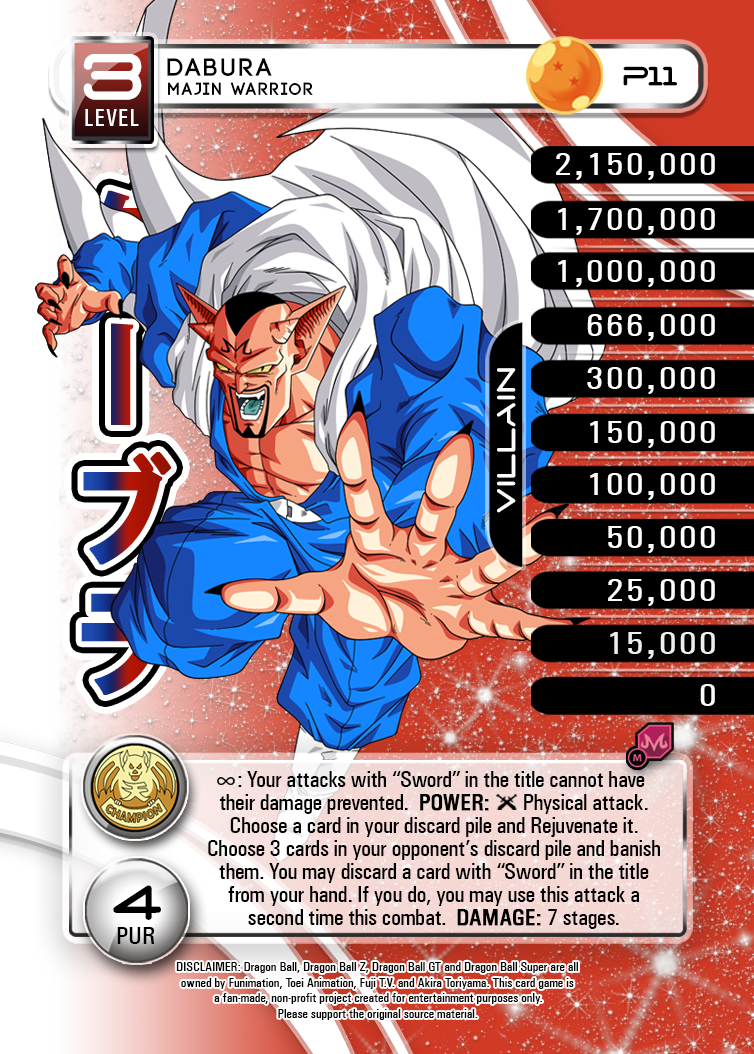 3
LEVEL
DABURA
MAJIN WARRIOR
P11
2,150,000
1,700,000
1,000,000
666,000
300,000
150,000
100,000
50,000
25,000
15,000
0
VILLAIN
ーブラ
M
CHAMPION
4
PUR
∞: Your attacks with “Sword” in the title cannot have
their damage prevented. POWER: Physical attack.
Choose a card in your discard pile and Rejuvenate it.
Choose 3 cards in your opponent’s discard pile and banish
them. You may discard a card with “Sword” in the title
from your hand. If you do, you may use this attack a
second time this combat. DAMAGE: 7 stages.
DISCLAIMER: Dragon Ball, Dragon Ball Z, Dragon Ball GT and Dragon Ball Super are all
owned by Funimation, Toei Animation, Fuji T.V. and Akira Toriyama. This card game is
a fan-made, non-profit project created for entertainment purposes only.
Please support the original source material.